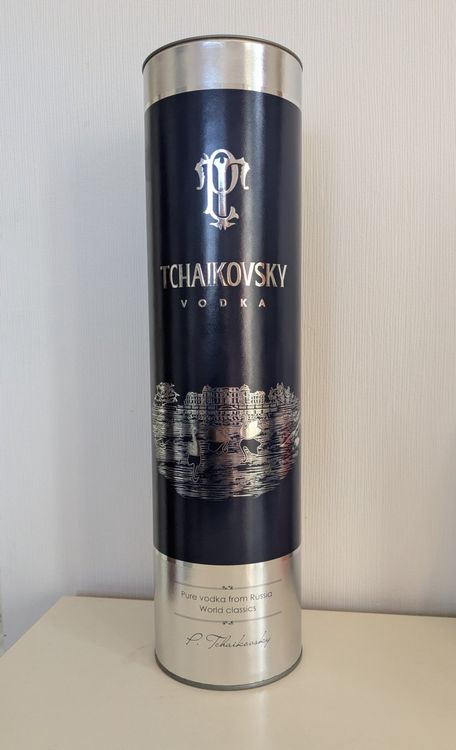 TCHAIKOVSKY
VODKA
Pure vodka from Russia
World classics
P. Tchaikovsky